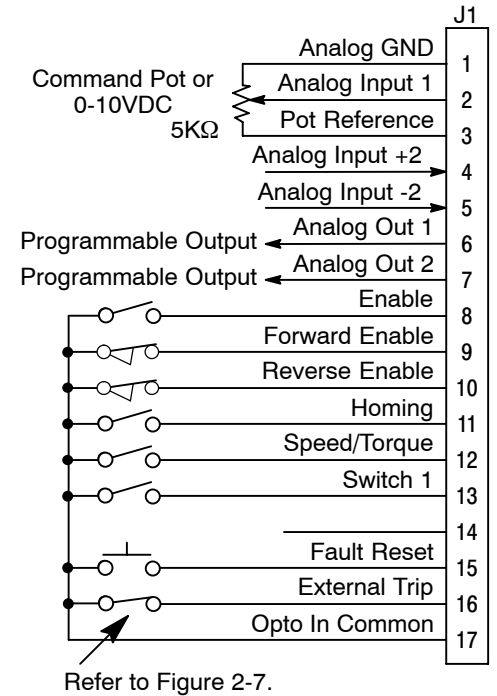 J1
Analog GND 1
Command Pot or
0-10VDC
5KΩ
Analog Input 1 2
Pot Reference 3
Analog Input +2 4
Analog Input -2 5
Programmable Output Analog Out 1 6
Programmable Output Analog Out 2 7
Enable 8
Forward Enable 9
Reverse Enable 10
Homing 11
Speed/Torque 12
Switch 1 13
14
Fault Reset 15
External Trip 16
Opto In Common 17
Refer to Figure 2-7.